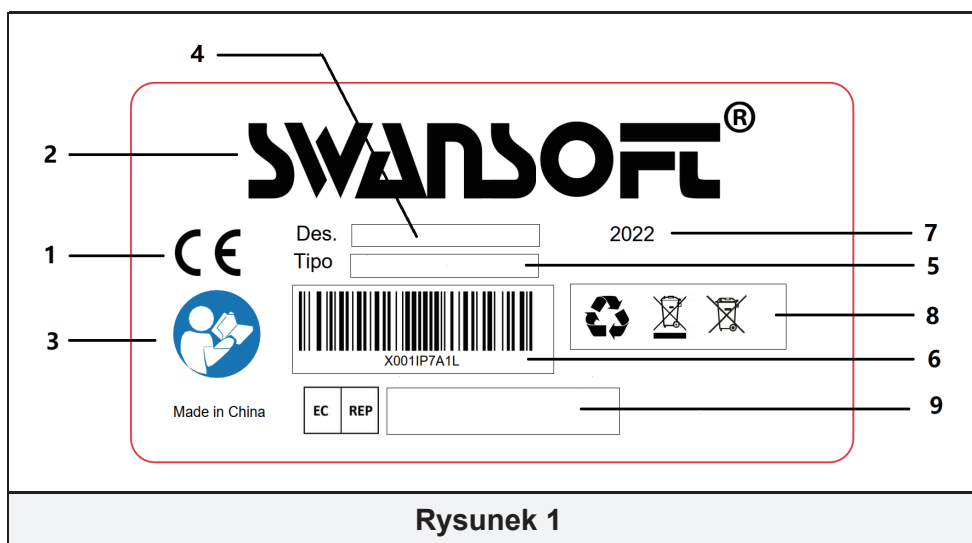 4
2
SWANSOFT®
Des.
2022
7
1
CE
Tipo
5
3
8
X001IP7A1L
6
Made in China
EC REP
9
Rysunek 1